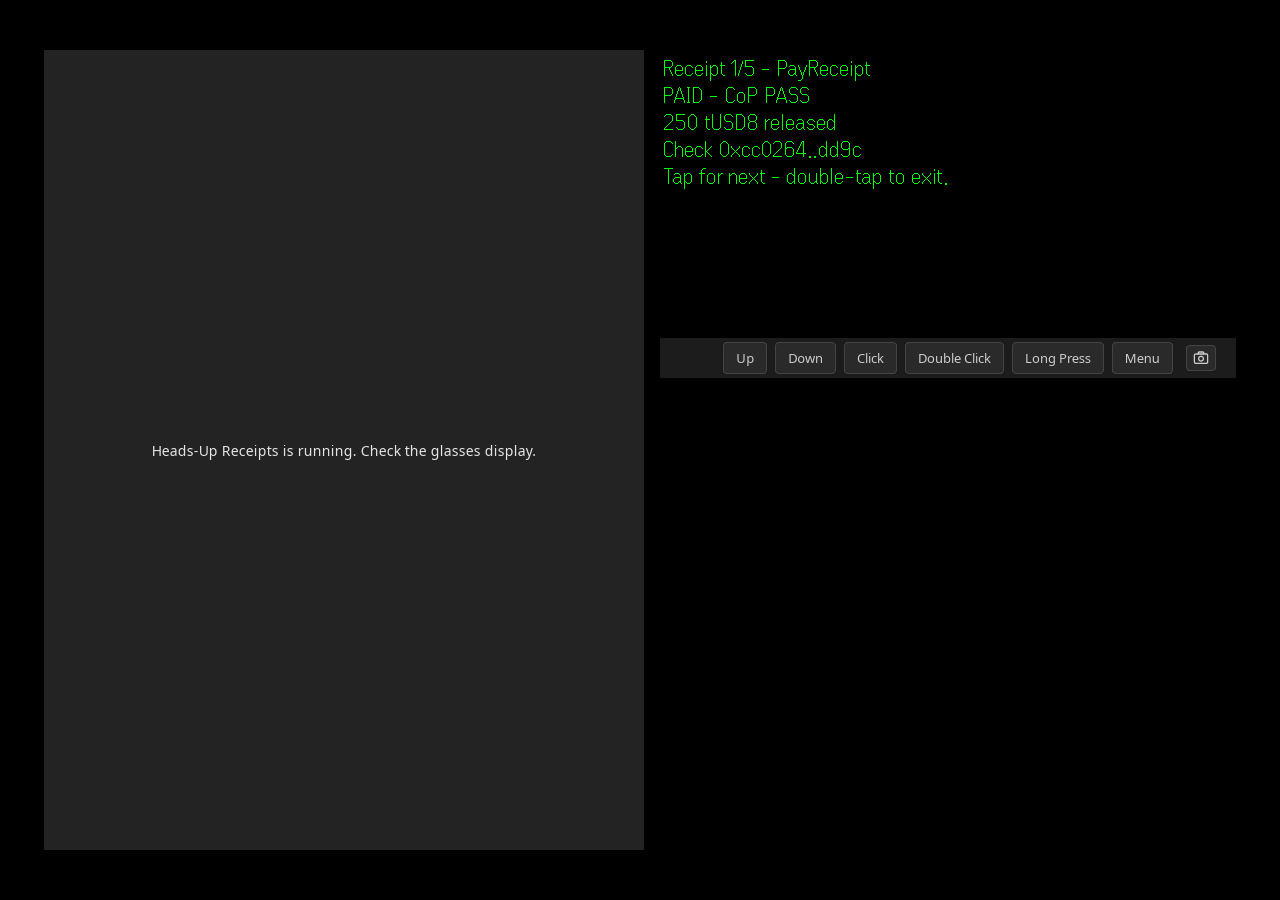 Receipt 1/5 - PayReceipt
PAID - CoP PASS
250 tUSD8 released
Check 0xcc0264..dd9c
Tap for next - double-tap to exit.
Up Down Click Double Click Long Press Menu
Heads-Up Receipts is running. Check the glasses display.